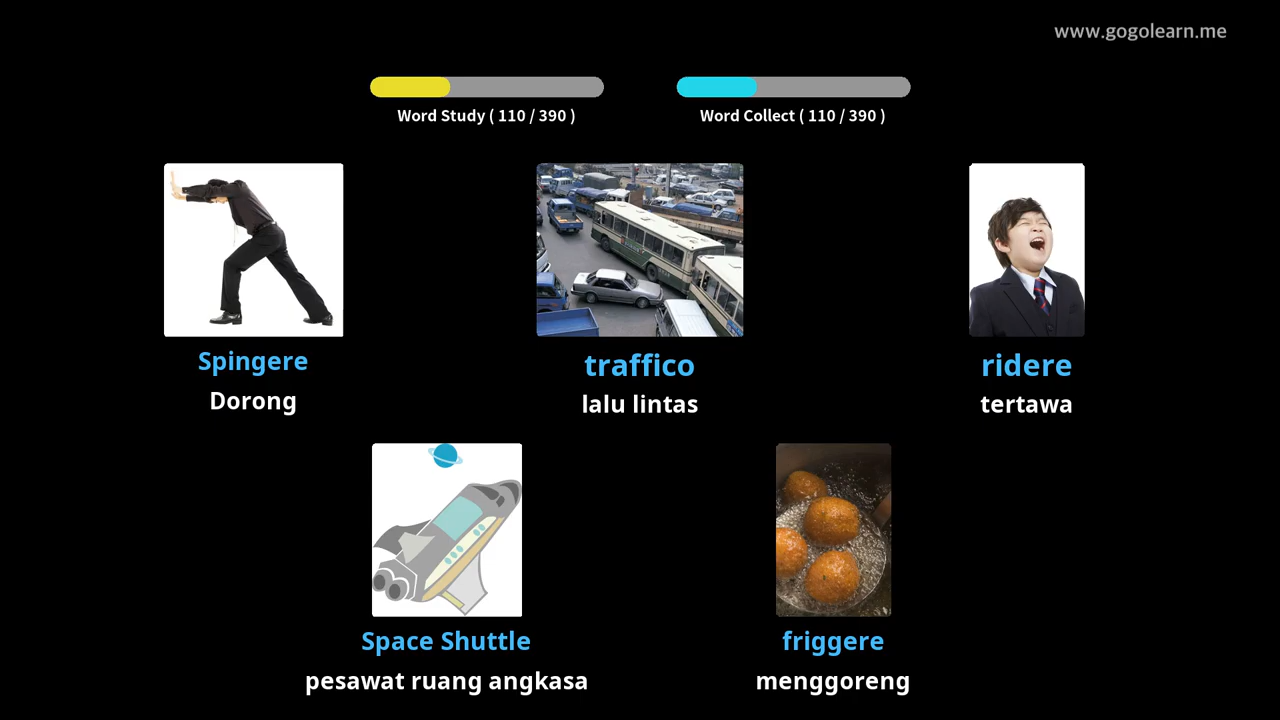 www.gogolearn.me
Word Study ( 110 / 390 )
Word Collect ( 110 / 390 )
Spingere
Dorong
traffico
lalu lintas
ridere
tertawa
Space Shuttle
pesawat ruang angkasa
friggere
menggoreng